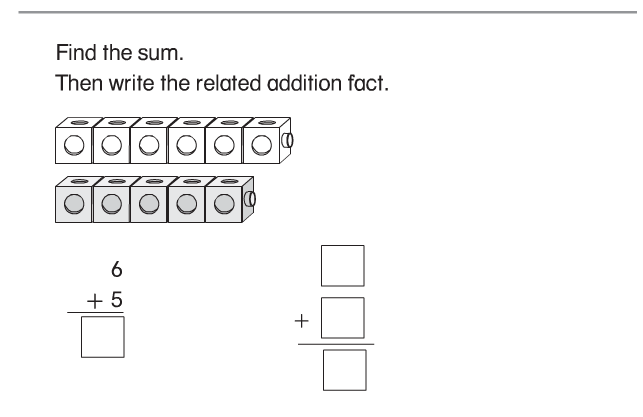 Find the sum.
Then write the related addition fact.
6
+ 5
+